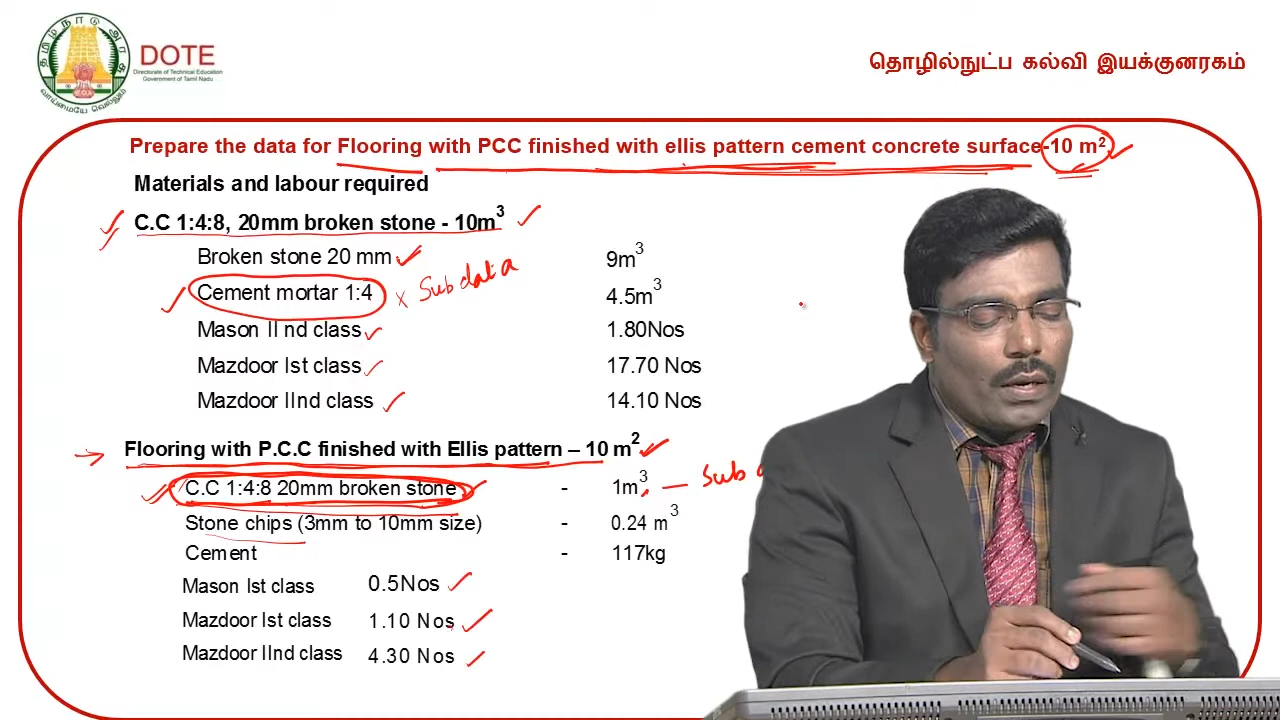 தமிழ்நாடு அரசு
வாய்மையே வெல்லும்
DOTE
Directorate of Technical Education
Government of Tamil Nadu
தொழில்நுட்ப கல்வி இயக்குனரகம்
Prepare the data for Flooring with PCC finished with ellis pattern cement concrete surface-10 m²
Materials and labour required
C.C 1:4:8, 20mm broken stone - 10m³
Broken stone 20 mm 9m³
Cement mortar 1:4 x Sub data 4.5m³
Mason II nd class 1.80Nos
Mazdoor Ist class 17.70 Nos
Mazdoor IInd class 14.10 Nos
Flooring with P.C.C finished with Ellis pattern – 10 m²
C.C 1:4:8 20mm broken stone - 1m³ — Sub
Stone chips (3mm to 10mm size) - 0.24 m³
Cement - 117kg
Mason Ist class 0.5Nos
Mazdoor Ist class 1.10 Nos
Mazdoor IInd class 4.30 Nos